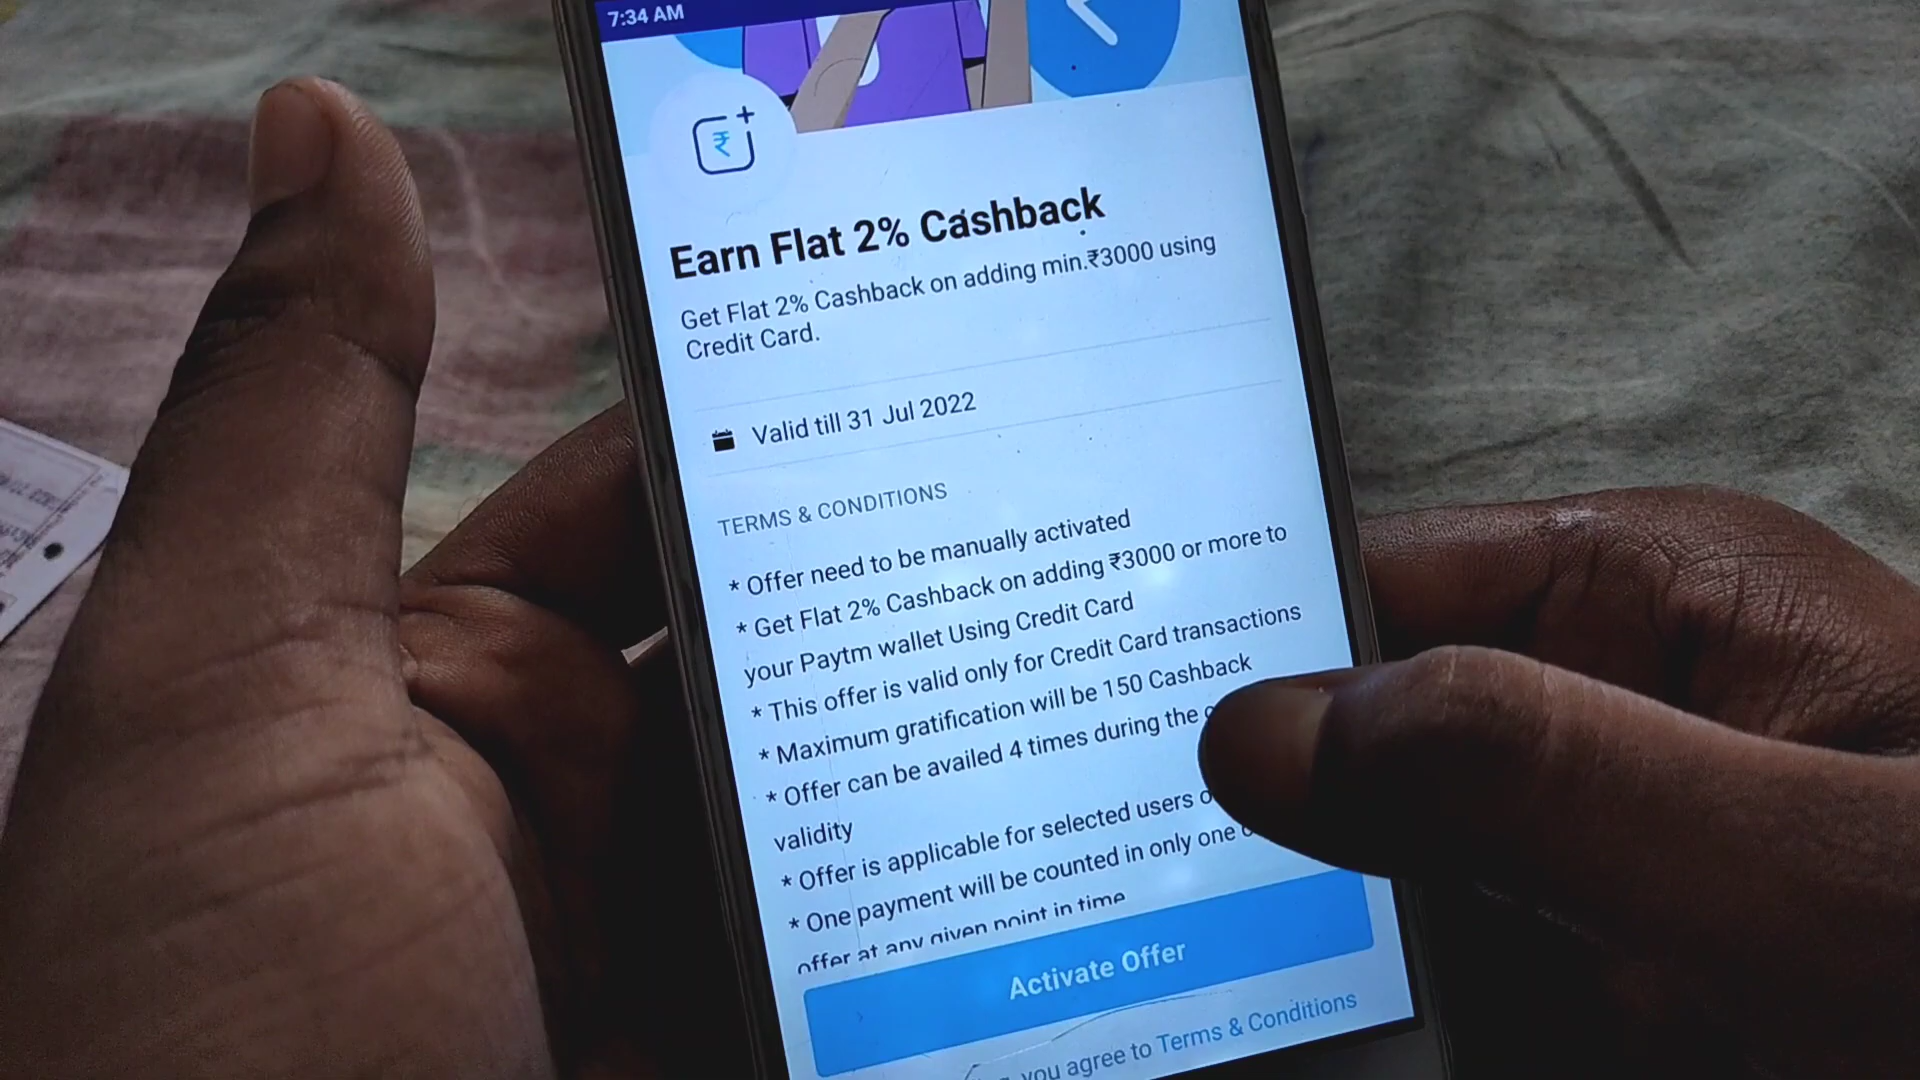 7:34 AM
Earn Flat 2% Cashback
Get Flat 2% Cashback on adding min.₹3000 using
Credit Card.
Valid till 31 Jul 2022
TERMS & CONDITIONS
* Offer need to be manually activated
* Get Flat 2% Cashback on adding ₹3000 or more to
your Paytm wallet Using Credit Card
* This offer is valid only for Credit Card transactions
* Maximum gratification will be 150 Cashback
* Offer can be availed 4 times during the
validity
* Offer is applicable for selected users
* One payment will be counted in only one
offer at any given point in time
Activate Offer
you agree to Terms & Conditions